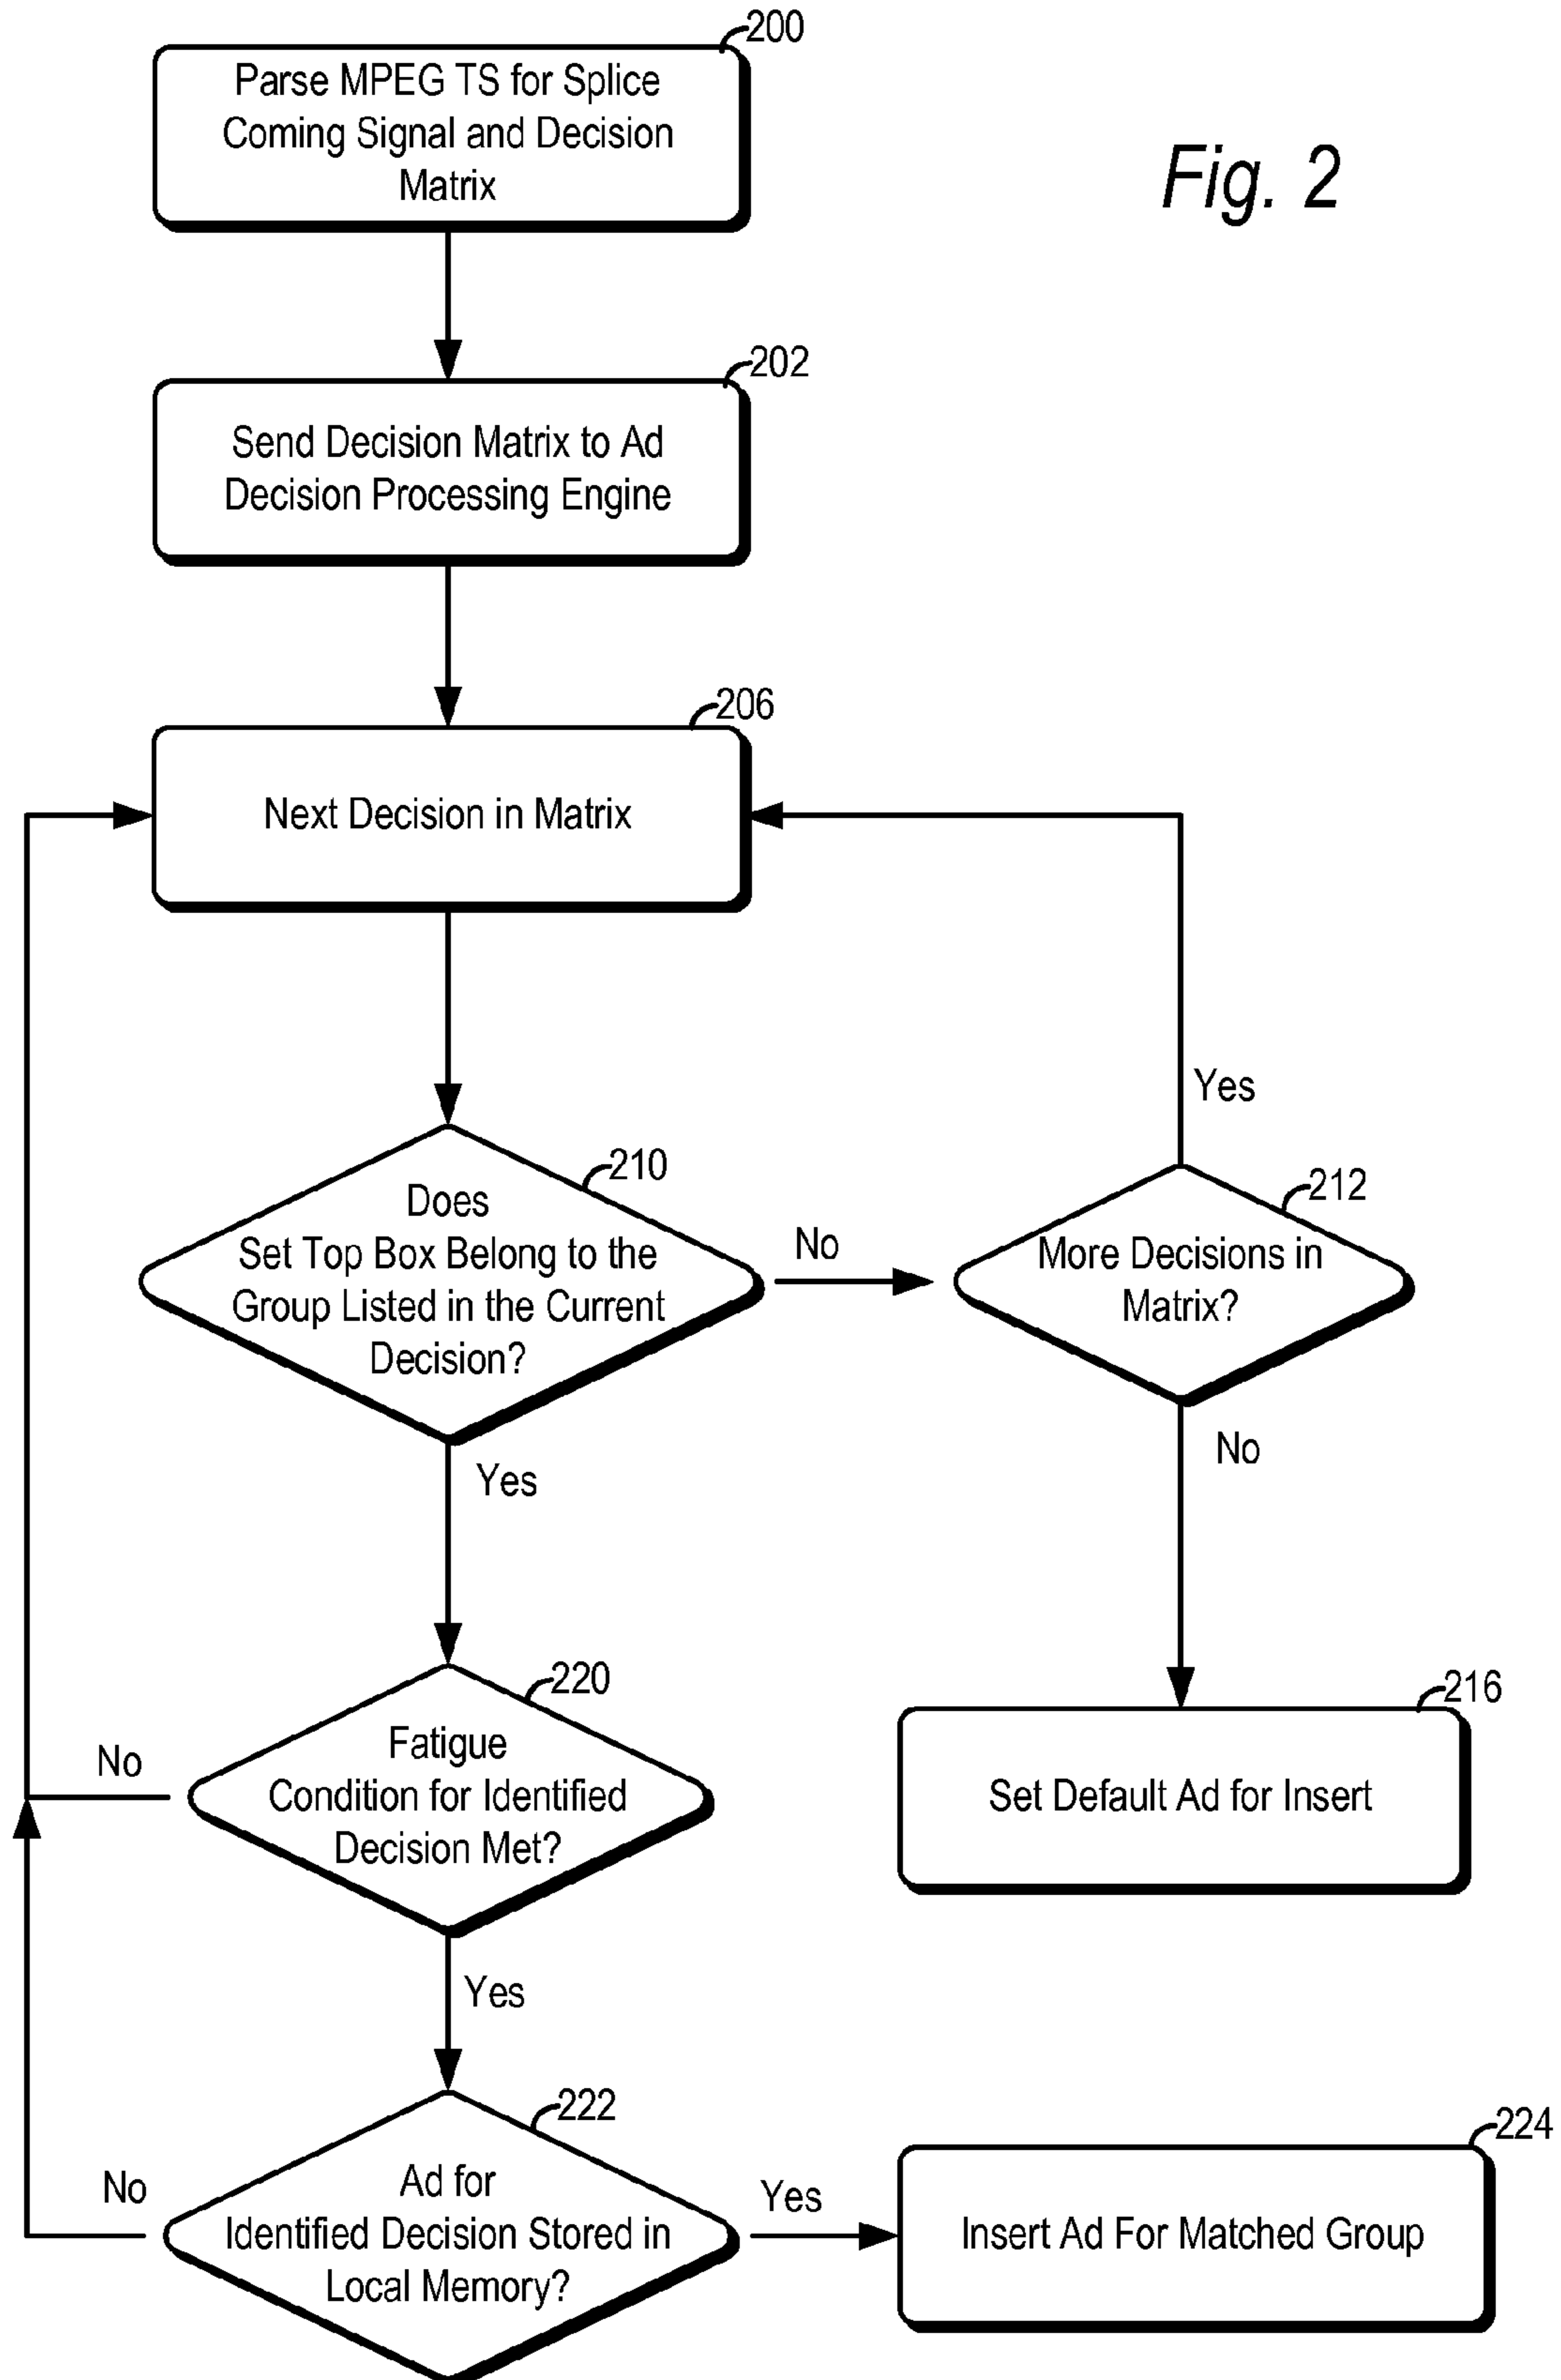 200
Parse MPEG TS for Splice
Coming Signal and Decision
Matrix
Fig. 2
202
Send Decision Matrix to Ad
Decision Processing Engine
206
Next Decision in Matrix
Yes
210
Does
Set Top Box Belong to the
Group Listed in the Current
Decision?
No
212
More Decisions in
Matrix?
Yes
No
220
Fatigue
Condition for Identified
Decision Met?
No
216
Set Default Ad for Insert
Yes
222
Ad for
Identified Decision Stored in
Local Memory?
No
Yes
224
Insert Ad For Matched Group